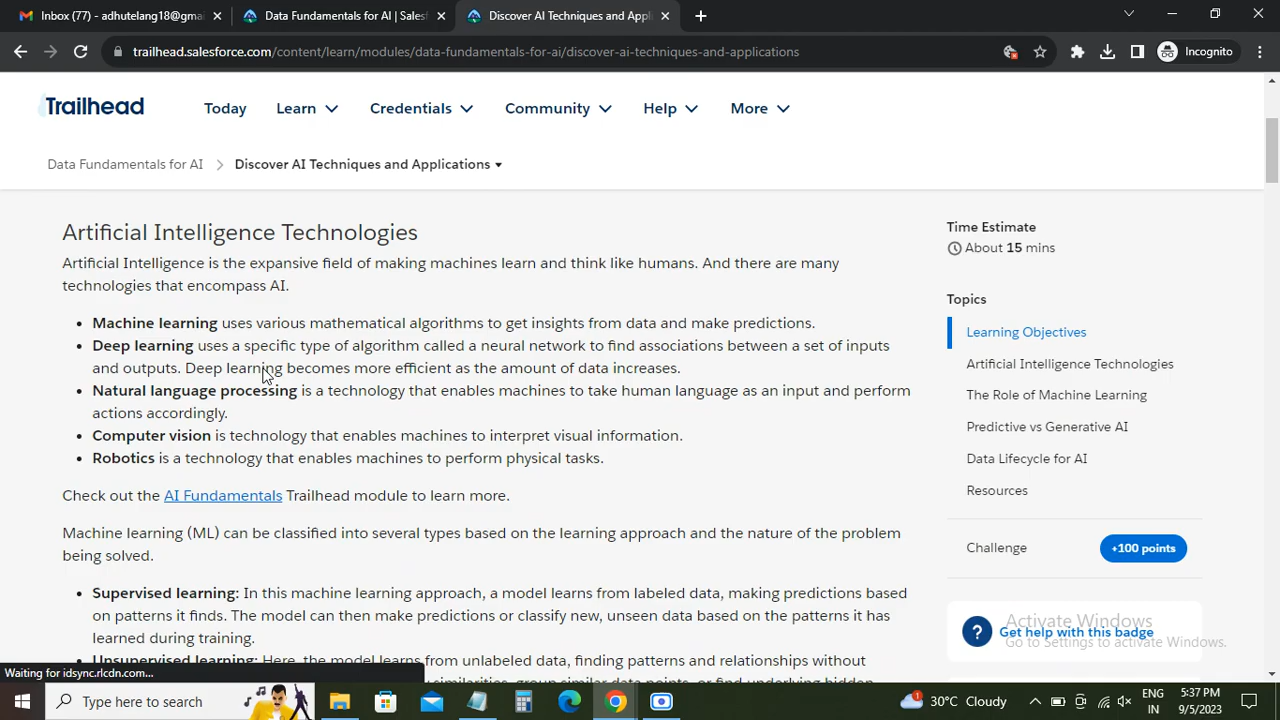 Inbox (77) - adhutelang18@gma
Data Fundamentals for AI | Sales
Discover AI Techniques and Appli
trailhead.salesforce.com/content/learn/modules/data-fundamentals-for-ai/discover-ai-techniques-and-applications
Incognito
Trailhead
Today
Learn
Credentials
Community
Help
More
Data Fundamentals for AI
Discover AI Techniques and Applications
Artificial Intelligence Technologies
Artificial Intelligence is the expansive field of making machines learn and think like humans. And there are many
technologies that encompass AI.
• Machine learning uses various mathematical algorithms to get insights from data and make predictions.
• Deep learning uses a specific type of algorithm called a neural network to find associations between a set of inputs
and outputs. Deep learning becomes more efficient as the amount of data increases.
• Natural language processing is a technology that enables machines to take human language as an input and perform
actions accordingly.
• Computer vision is technology that enables machines to interpret visual information.
• Robotics is a technology that enables machines to perform physical tasks.
Check out the AI Fundamentals Trailhead module to learn more.
Machine learning (ML) can be classified into several types based on the learning approach and the nature of the problem
being solved.
• Supervised learning: In this machine learning approach, a model learns from labeled data, making predictions based
on patterns it finds. The model can then make predictions or classify new, unseen data based on the patterns it has
learned during training.
• Unsupervised learning: Here, the model learns from unlabeled data, finding patterns and relationships without
similarities, group similar data points, or find underlying hidden
Time Estimate
About 15 mins
Topics
Learning Objectives
Artificial Intelligence Technologies
The Role of Machine Learning
Predictive vs Generative AI
Data Lifecycle for AI
Resources
Challenge
+100 points
?
Get help with this badge
Activate Windows
Go to Settings to activate Windows.
Waiting for idsync.rlcdn.com...
Type here to search
1
30°C Cloudy
ENG
IN
5:37 PM
9/5/2023